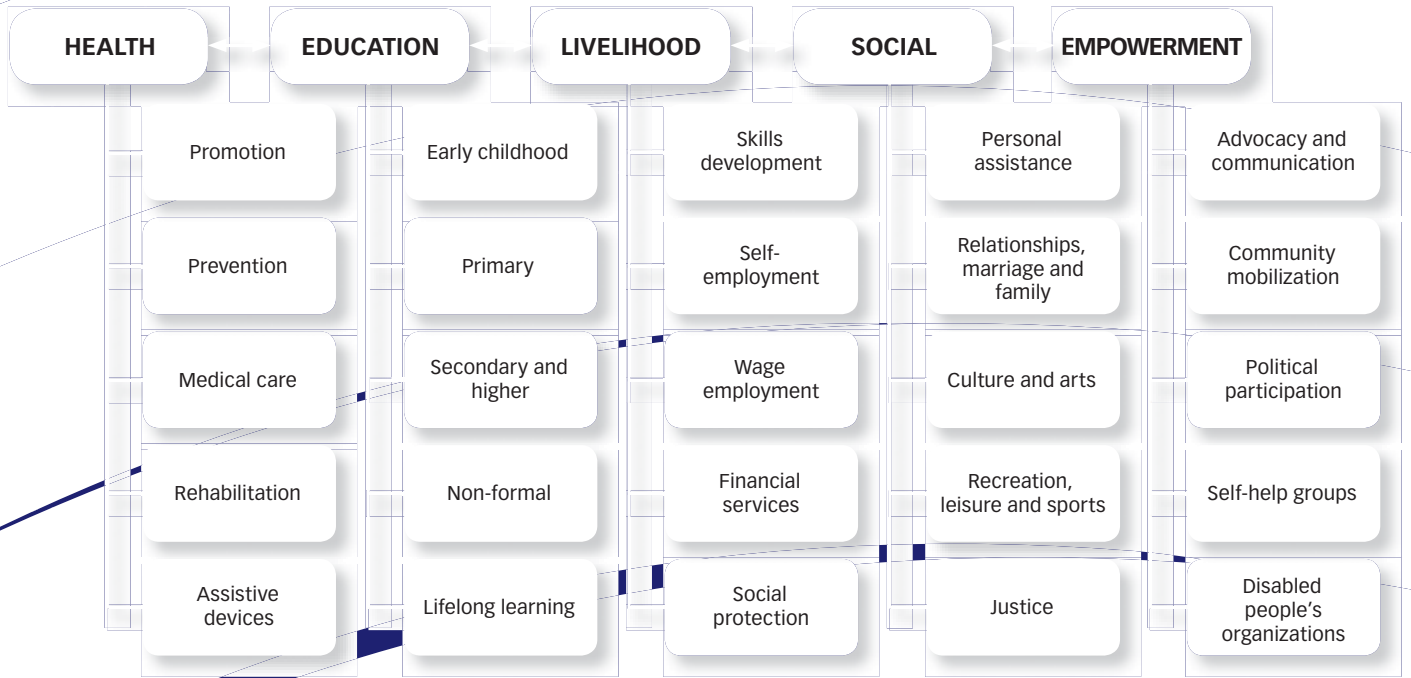 HEALTH
EDUCATION
LIVELIHOOD
SOCIAL
EMPOWERMENT
Promotion
Prevention
Medical care
Rehabilitation
Assistive
devices
Early childhood
Primary
Secondary and
higher
Non-formal
Lifelong learning
Skills
development
Self-
employment
Wage
employment
Financial
services
Social
protection
Personal
assistance
Relationships,
marriage and
family
Culture and arts
Recreation,
leisure and sports
Justice
Advocacy and
communication
Community
mobilization
Political
participation
Self-help groups
Disabled
people’s
organizations